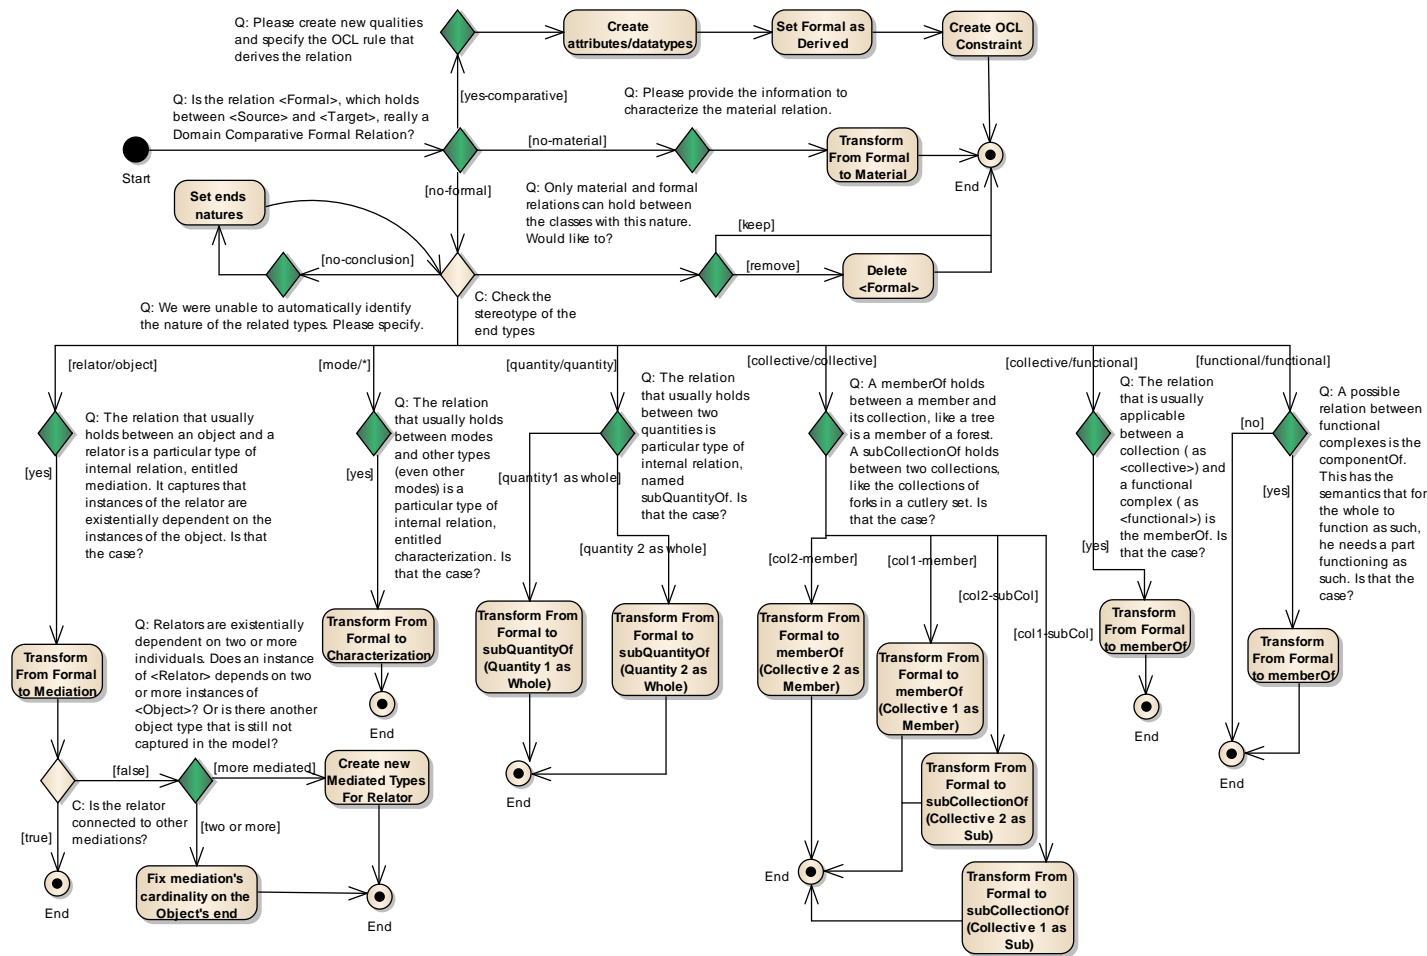 Q: Please create new qualities
and specify the OCL rule that
derives the relation
Create
attributes/datatypes
Set Formal as
Derived
Create OCL
Constraint
[yes-comparative]
Q: Is the relation <Formal>, which holds
between <Source> and <Target>, really a
Domain Comparative Formal Relation?
Q: Please provide the information to
characterize the material relation.
Start
[no-material]
Transform
From Formal
to Material
End
[no-formal]
Set ends
natures
Q: Only material and formal
relations can hold between
the classes with this nature.
Would like to?
[keep]
[no-conclusion]
[remove]
Delete
<Formal>
Q: We were unable to automatically identify
the nature of the related types. Please specify.
C: Check the
stereotype of the
end types
[relator/object]
[mode/*]
[quantity/quantity]
[collective/collective]
[collective/functional]
[functional/functional]
Q: The relation that usually
holds between an object and a
relator is a particular type of
internal relation, entitled
mediation. It captures that
instances of the relator are
existentially dependent on the
instances of the object. Is that
the case?
[yes]
Q: The relation
that usually holds
between modes
and other types
(even other
modes) is a
particular type of
internal relation,
entitled
characterization. Is
that the case?
[yes]
Q: The relation
that usually holds
between two
quantities is
particular type of
internal relation,
named
subQuantityOf. Is
that the case?
[quantity1 as whole]
[quantity 2 as whole]
Q: A memberOf holds
between a member and
its collection, like a tree
is a member of a forest.
A subCollectionOf holds
between two collections,
like the collections of
forks in a cutlery set. Is
that the case?
[col2-member]
[col1-member]
[col2-subCol]
[col1-subCol]
Q: The relation
that is usually
applicable
between a
collection ( as
<collective>) and
a functional
complex ( as
<functional>) is
the memberOf. Is
that the case?
[yes]
Q: A possible
relation between
functional
complexes is the
componentOf.
This has the
semantics that for
the whole to
function as such,
he needs a part
functioning as
such. Is that the
case?
[no]
[yes]
Transform
From Formal
to Mediation
Q: Relators are existentially
dependent on two or more
individuals. Does an instance
of <Relator> depends on two
or more instances of
<Object>? Or is there another
object type that is still not
captured in the model?
Transform From
Formal to
Characterization
End
Transform From
Formal to
subQuantityOf
(Quantity 1 as
Whole)
Transform From
Formal to
subQuantityOf
(Quantity 2 as
Whole)
End
Transform From
Formal to
memberOf
(Collective 2 as
Member)
Transform From
Formal to
memberOf
(Collective 1 as
Member)
Transform From
Formal to
subCollectionOf
(Collective 2 as
Sub)
Transform From
Formal to
subCollectionOf
(Collective 1 as
Sub)
End
Transform
From Formal
to memberOf
End
Transform
From Formal
to memberOf
End
[false]
[more mediated]
Create new
Mediated Types
For Relator
C: Is the relator
connected to other
mediations?
[true]
[two or more]
End
Fix mediation's
cardinality on the
Object's end
End